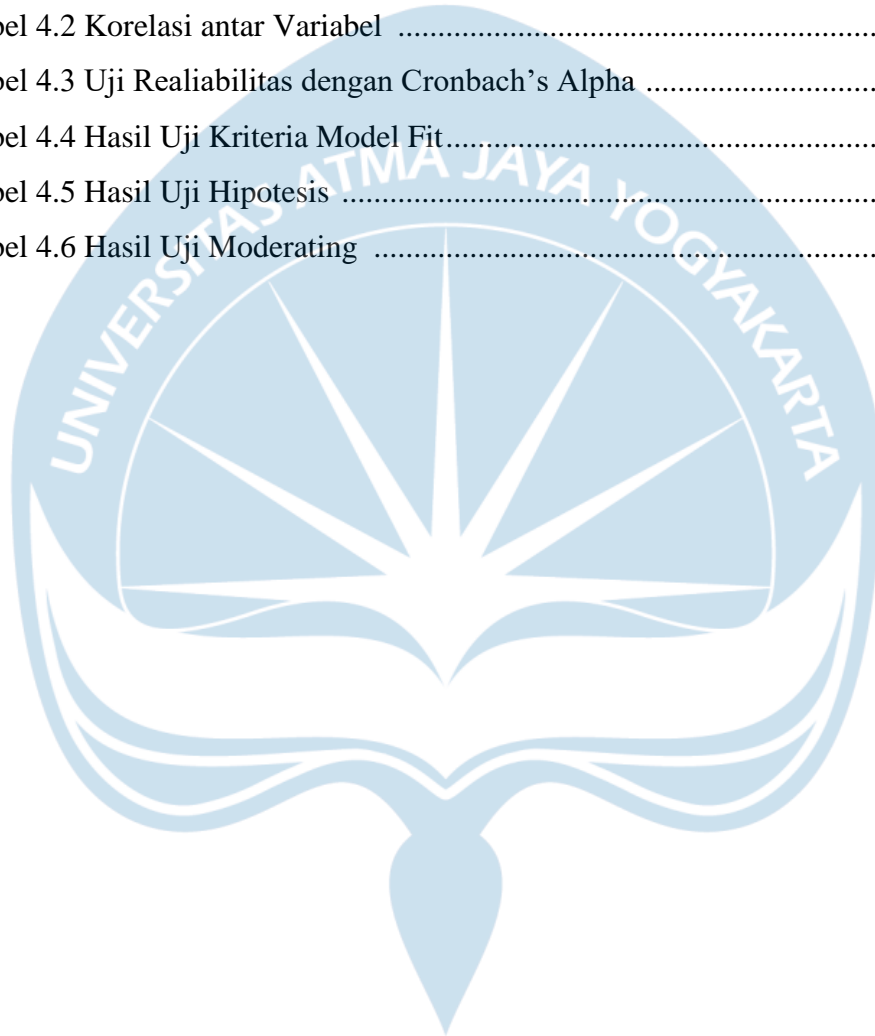 bel 4.2 Korelasi antar Variabel ..........................................................
bel 4.3 Uji Realiabilitas dengan Cronbach’s Alpha ............................
bel 4.4 Hasil Uji Kriteria Model Fit.....................................................
bel 4.5 Hasil Uji Hipotesis ..................................................................
bel 4.6 Hasil Uji Moderating ..............................................................
UNIVERSITAS ATMA JAYA YOGYAKARTA